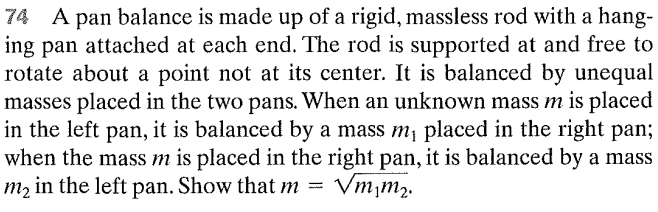 74 A pan balance is made up of a rigid, massless rod with a hang-
ing pan attached at each end. The rod is supported at and free to
rotate about a point not at its center. It is balanced by unequal
masses placed in the two pans. When an unknown mass m is placed
in the left pan, it is balanced by a mass m₁ placed in the right pan;
when the mass m is placed in the right pan, it is balanced by a mass
m₂ in the left pan. Show that m = √m₁m₂.